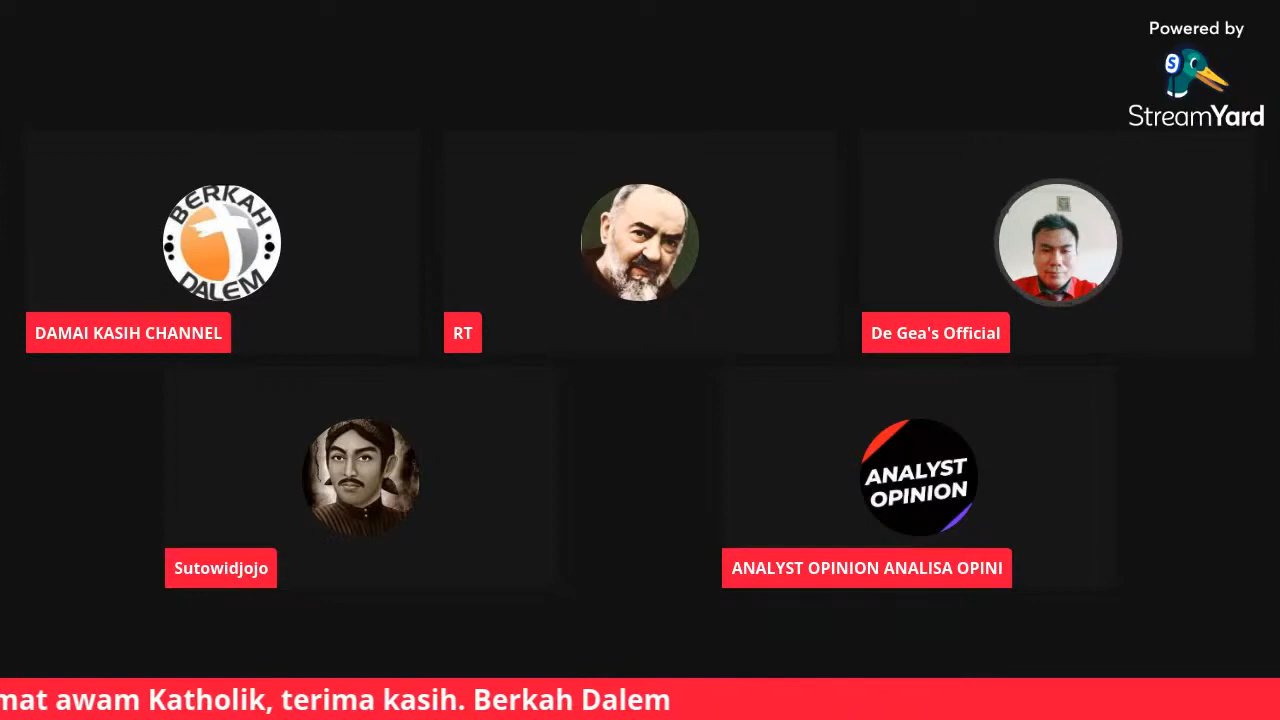 Powered by
S
StreamYard
BERKAH
DALEM
DAMAI KASIH CHANNEL
RT
De Gea's Official
ANALYST
OPINION
Sutowidjojo
ANALYST OPINION ANALISA OPINI
mat awam Katholik, terima kasih. Berkah Dalem